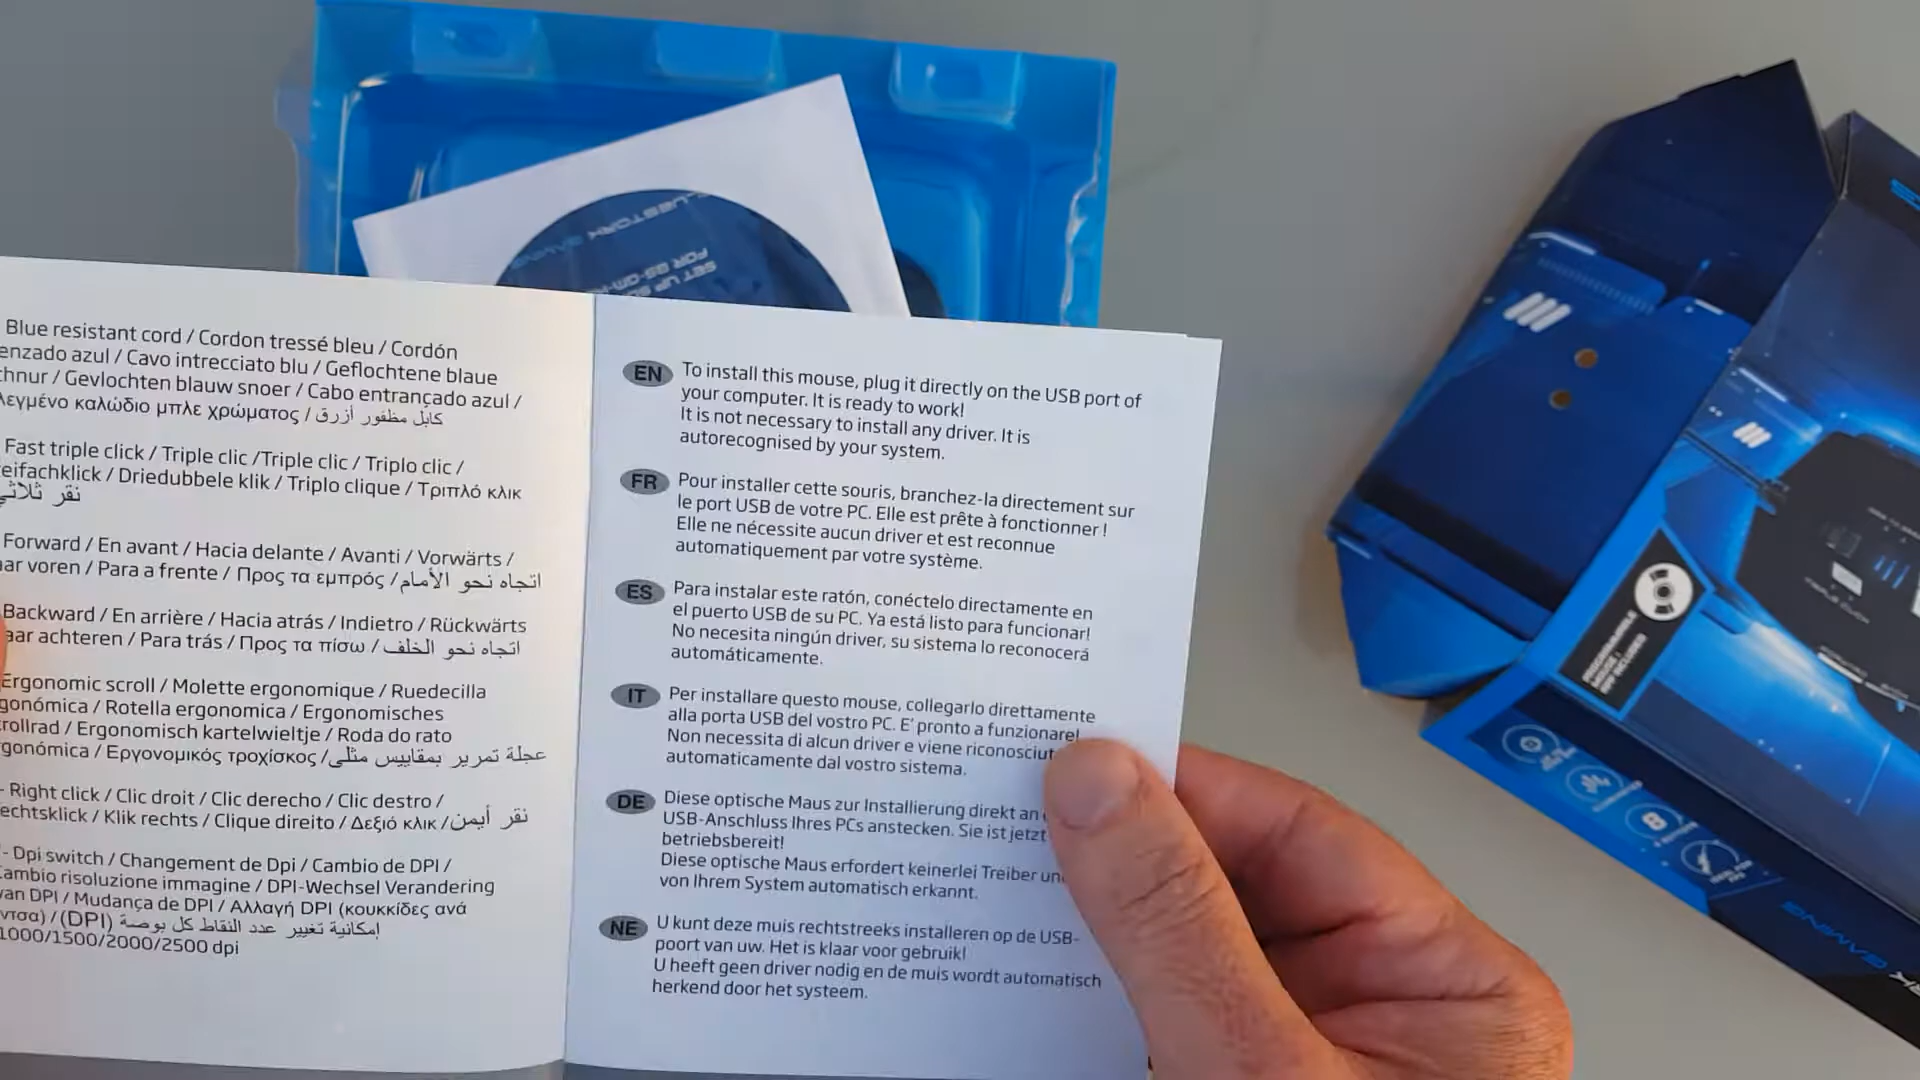 Blue resistant cord / Cordon tressé bleu / Cordón
enzado azul / Cavo intrecciato blu / Geflochtene blaue
chnur / Gevlochten blauw snoer / Cabo entrançado azul /
λεγμένο καλώδιο μπλε χρώματος / كابل مظفور أزرق
Fast triple click / Triple clic /Triple clic / Triplo clic /
eifachklick / Driedubbele klik / Triplo clique / Τριπλό κλικ
نقر ثلاثي
Forward / En avant / Hacia delante / Avanti / Vorwärts /
aar voren / Para a frente / Προς τα εμπρός / اتجاه نحو الأمام
Backward / En arrière / Hacia atrás / Indietro / Rückwärts
aar achteren / Para trás / Προς τα πίσω / اتجاه نحو الخلف
Ergonomic scroll / Molette ergonomique / Ruedecilla
gonómica / Rotella ergonomica / Ergonomisches
rollrad / Ergonomisch kartelwieltje / Roda do rato
gonómica / Εργονομικός τροχίσκος / عجلة تمرير بمقاييس مثلى
- Right click / Clic droit / Clic derecho / Clic destro /
echtsklick / Klik rechts / Clique direito / Δεξιό κλικ / نقر أيمن
- Dpi switch / Changement de Dpi / Cambio de DPI /
Cambio risoluzione immagine / DPI-Wechsel Verandering
van DPI / Mudança de DPI / Αλλαγή DPI (κουκκίδες ανά
ντσα) / (DPI) إمكانية تغيير عدد النقاط كل بوصة
1000/1500/2000/2500 dpi
EN To install this mouse, plug it directly on the USB port of
your computer. It is ready to work!
It is not necessary to install any driver. It is
autorecognised by your system.
FR Pour installer cette souris, branchez-la directement sur
le port USB de votre PC. Elle est prête à fonctionner !
Elle ne nécessite aucun driver et est reconnue
automatiquement par votre système.
ES Para instalar este ratón, conéctelo directamente en
el puerto USB de su PC. Ya está listo para funcionar!
No necesita ningún driver, su sistema lo reconocerá
automáticamente.
IT Per installare questo mouse, collegarlo direttamente
alla porta USB del vostro PC. E' pronto a funzionare!
Non necessita di alcun driver e viene riconosciut
automaticamente dal vostro sistema.
DE Diese optische Maus zur Installierung direkt an
USB-Anschluss Ihres PCs anstecken. Sie ist jetzt
betriebsbereit!
Diese optische Maus erfordert keinerlei Treiber un
von Ihrem System automatisch erkannt.
NE U kunt deze muis rechtstreeks installeren op de USB-
poort van uw. Het is klaar voor gebruik!
U heeft geen driver nodig en de muis wordt automatisch
herkend door het systeem.
LUESTORK GAMING
FOR GS-GM-
SET UP
PROGRAMMABLE
MOUSE :
GAMING